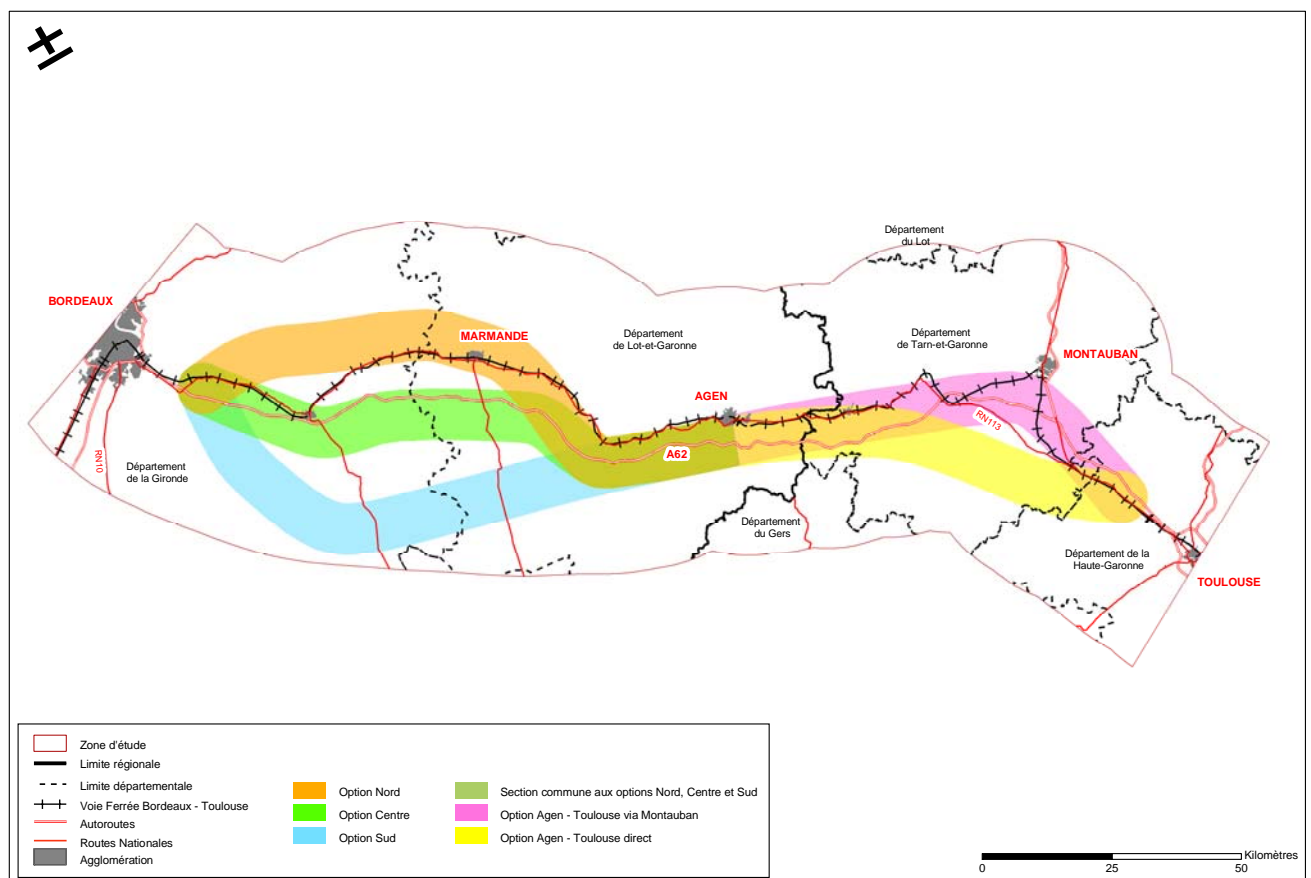 Département
du Lot
BORDEAUX
MARMANDE
Département
de Lot-et-Garonne
Département
de Tarn-et-Garonne
MONTAUBAN
AGEN
RN113
A62
RN10
Département
de la Gironde
Département
du Gers
Département de la
Haute-Garonne
TOULOUSE
Zone d'étude
Limite régionale
Limite départementale
Voie Ferrée Bordeaux - Toulouse
Autoroutes
Routes Nationales
Agglomération
Option Nord
Option Centre
Option Sud
Section commune aux options Nord, Centre et Sud
Option Agen - Toulouse via Montauban
Option Agen - Toulouse direct
Kilomètres
0
25
50